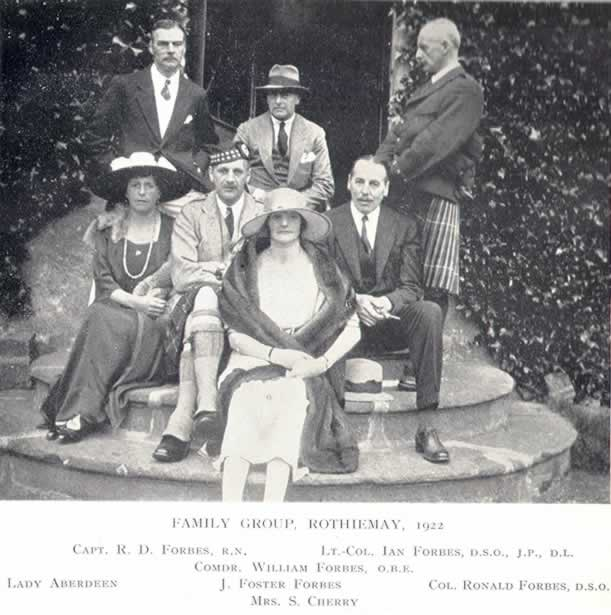 FAMILY GROUP, ROTHIEMAY, 1922
CAPT. R. D. FORBES, R.N. LT.-COL. IAN FORBES, D.S.O., J.P., D.L.
COMDR. WILLIAM FORBES, O.B.E.
LADY ABERDEEN J. FOSTER FORBES COL. RONALD FORBES, D.S.O.
MRS. S. CHERRY